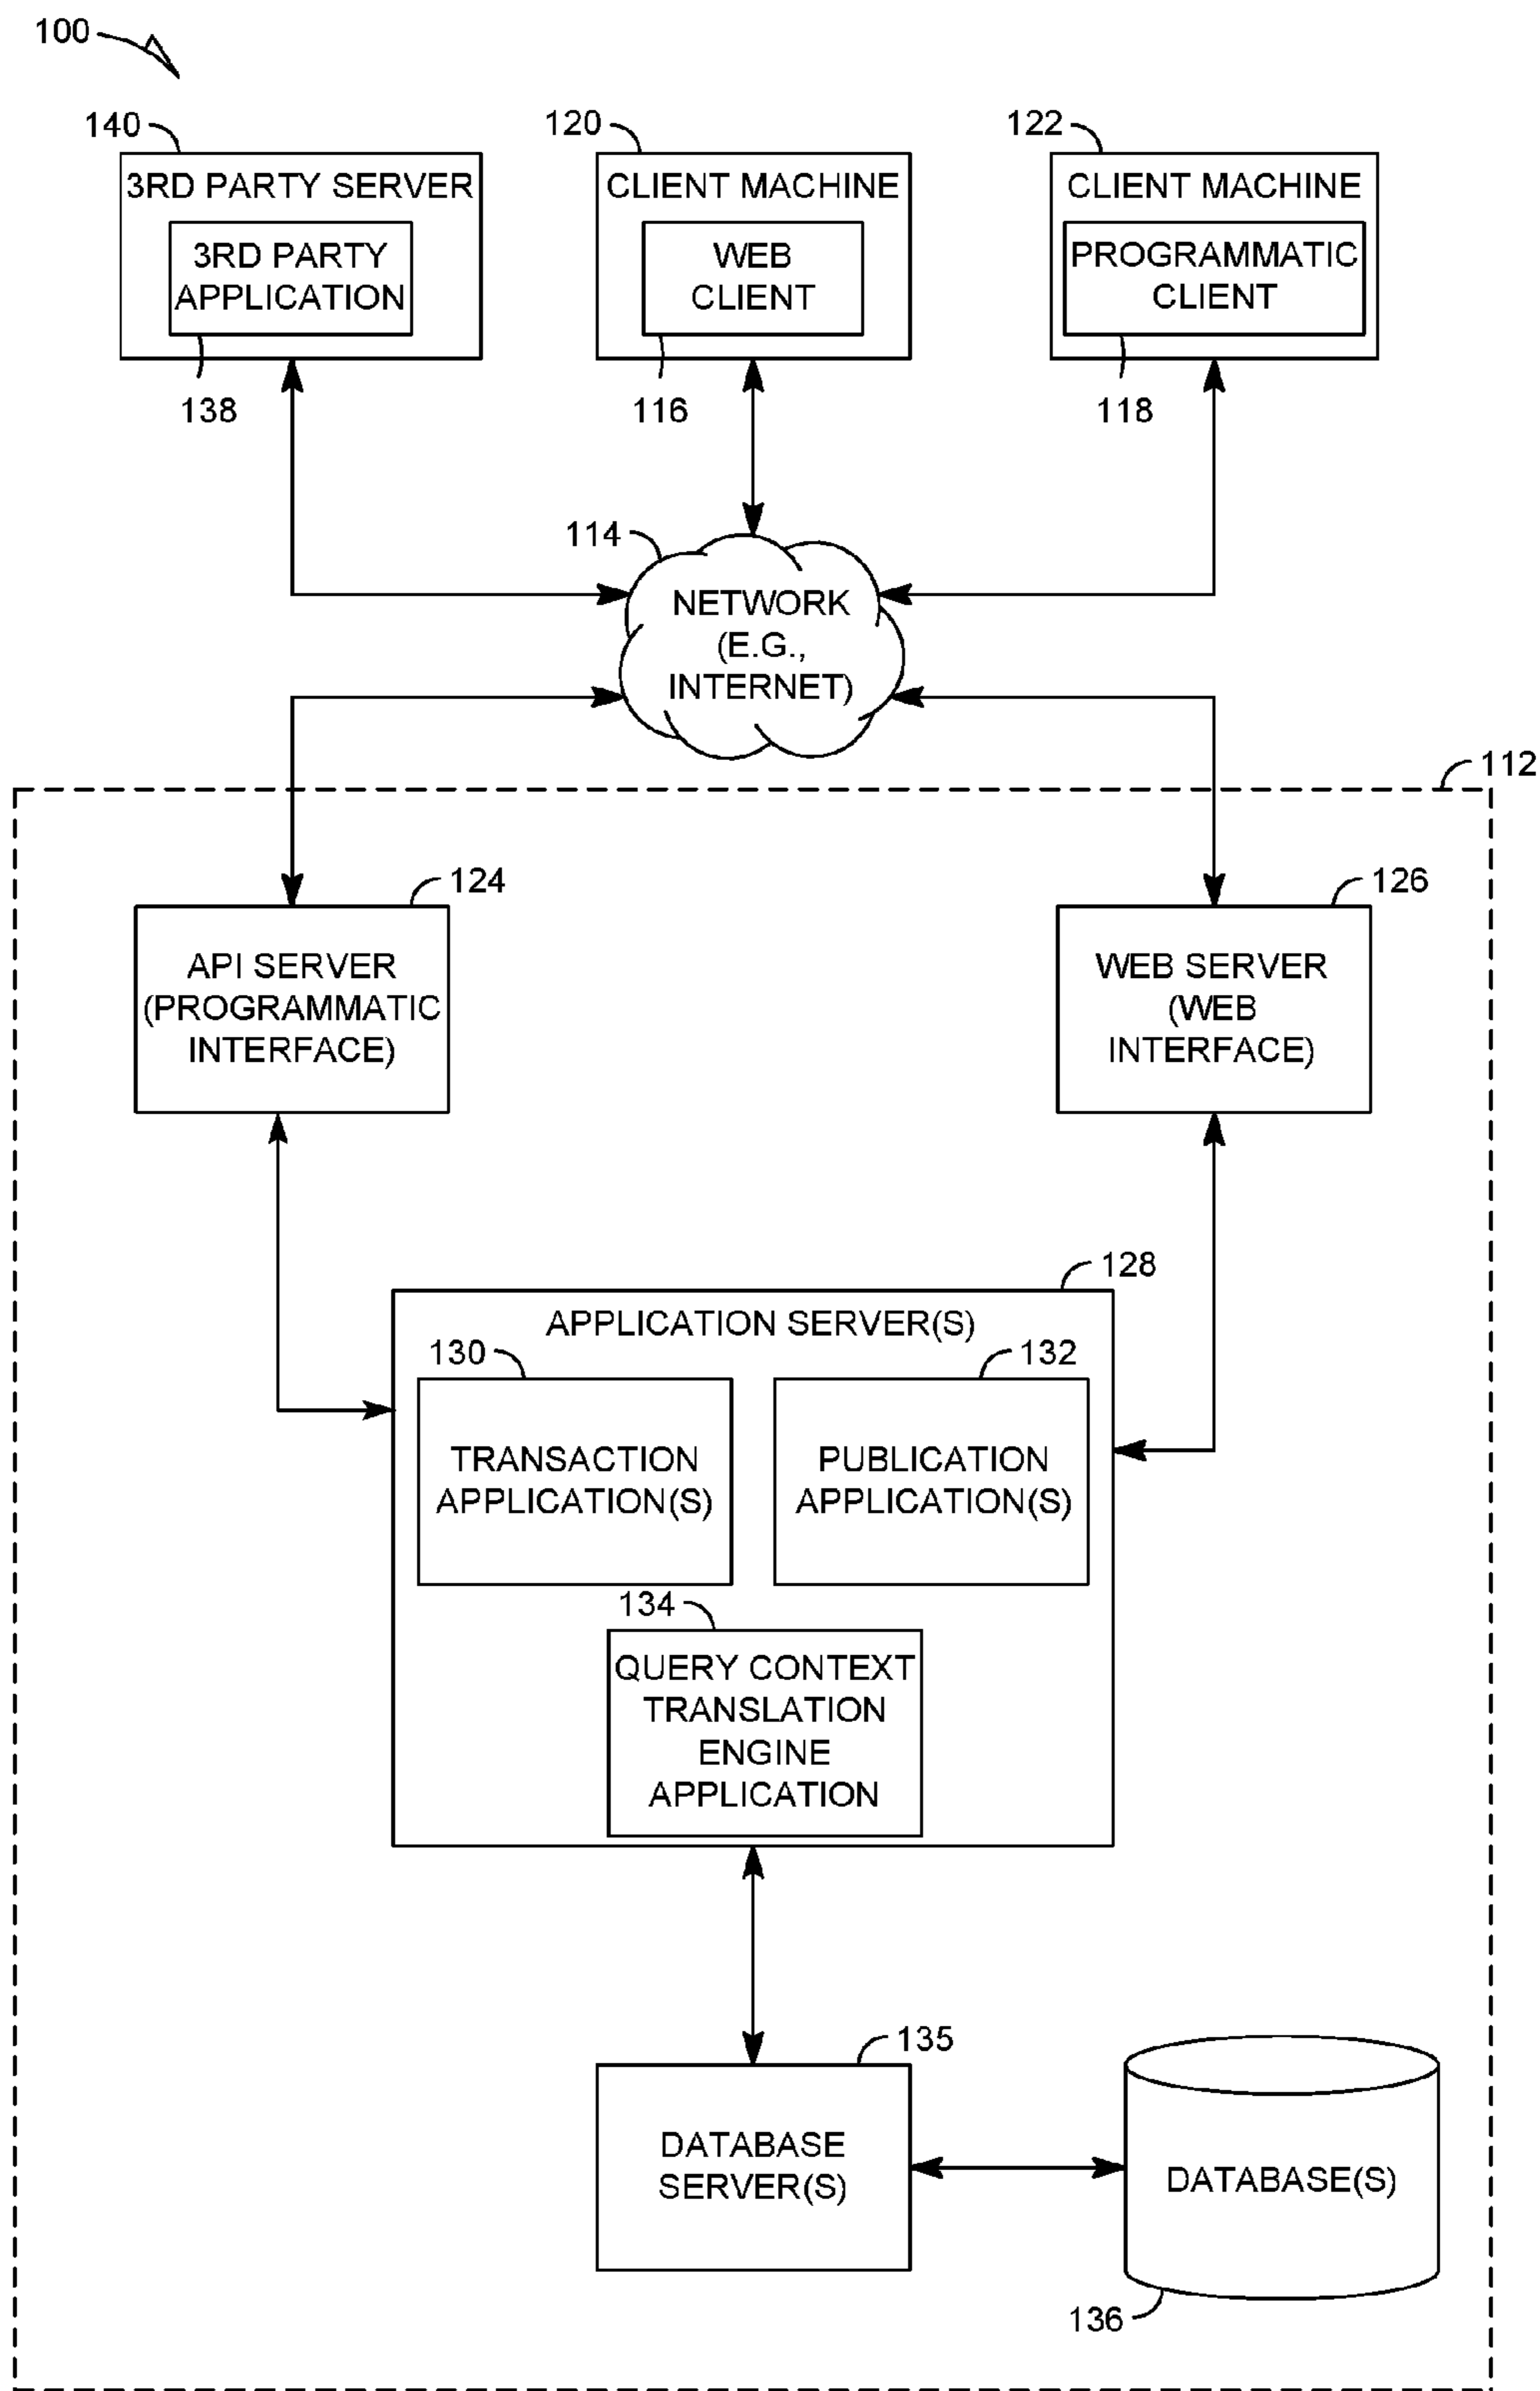 100
140
120
122
3RD PARTY SERVER
3RD PARTY
APPLICATION
138
CLIENT MACHINE
WEB
CLIENT
116
CLIENT MACHINE
PROGRAMMATIC
CLIENT
118
114
NETWORK
(E.G.,
INTERNET)
112
124
API SERVER
(PROGRAMMATIC
INTERFACE)
126
WEB SERVER
(WEB
INTERFACE)
128
APPLICATION SERVER(S)
130
TRANSACTION
APPLICATION(S)
132
PUBLICATION
APPLICATION(S)
134
QUERY CONTEXT
TRANSLATION
ENGINE
APPLICATION
135
DATABASE
SERVER(S)
DATABASE(S)
136